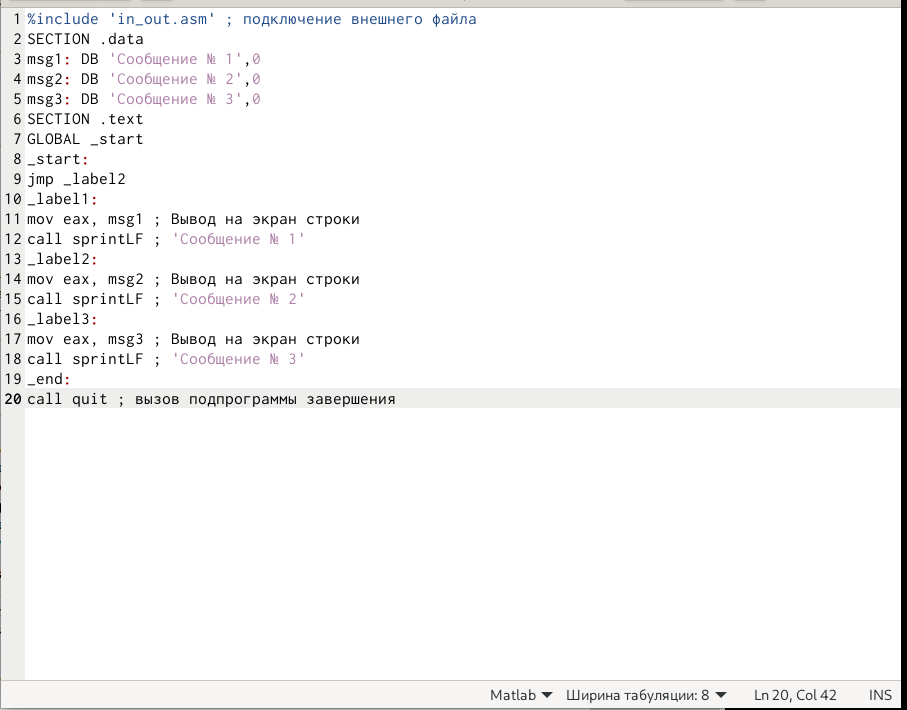 1 %include 'in_out.asm' ; подключение внешнего файла
2 SECTION .data
3 msg1: DB 'Сообщение № 1',0
4 msg2: DB 'Сообщение № 2',0
5 msg3: DB 'Сообщение № 3',0
6 SECTION .text
7 GLOBAL _start
8 _start:
9 jmp _label2
10 _label1:
11 mov eax, msg1 ; Вывод на экран строки
12 call sprintLF ; 'Сообщение № 1'
13 _label2:
14 mov eax, msg2 ; Вывод на экран строки
15 call sprintLF ; 'Сообщение № 2'
16 _label3:
17 mov eax, msg3 ; Вывод на экран строки
18 call sprintLF ; 'Сообщение № 3'
19 _end:
20 call quit ; вызов подпрограммы завершения
Matlab Ширина табуляции: 8 Ln 20, Col 42 INS